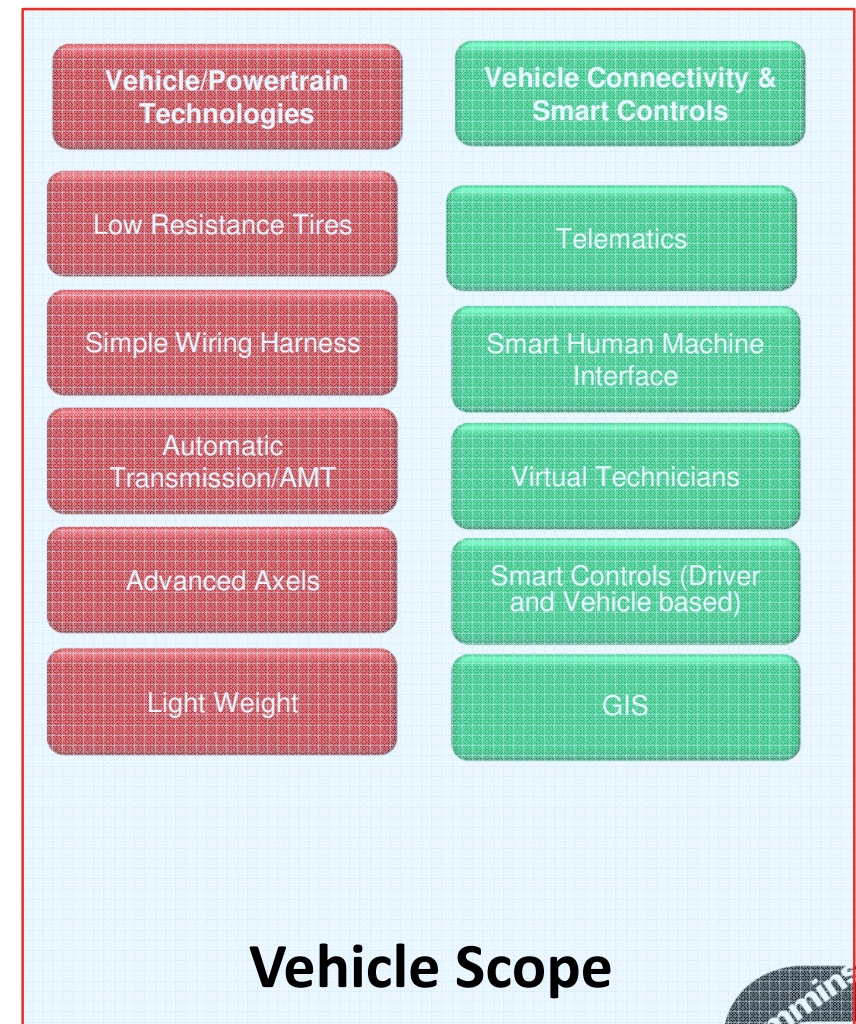 Vehicle/Powertrain
Technologies
Low Resistance Tires
Simple Wiring Harness
Automatic
Transmission/AMT
Advanced Axels
Light Weight
Vehicle Connectivity &
Smart Controls
Telematics
Smart Human Machine
Interface
Virtual Technicians
Smart Controls (Driver
and Vehicle based)
GIS
Vehicle Scope